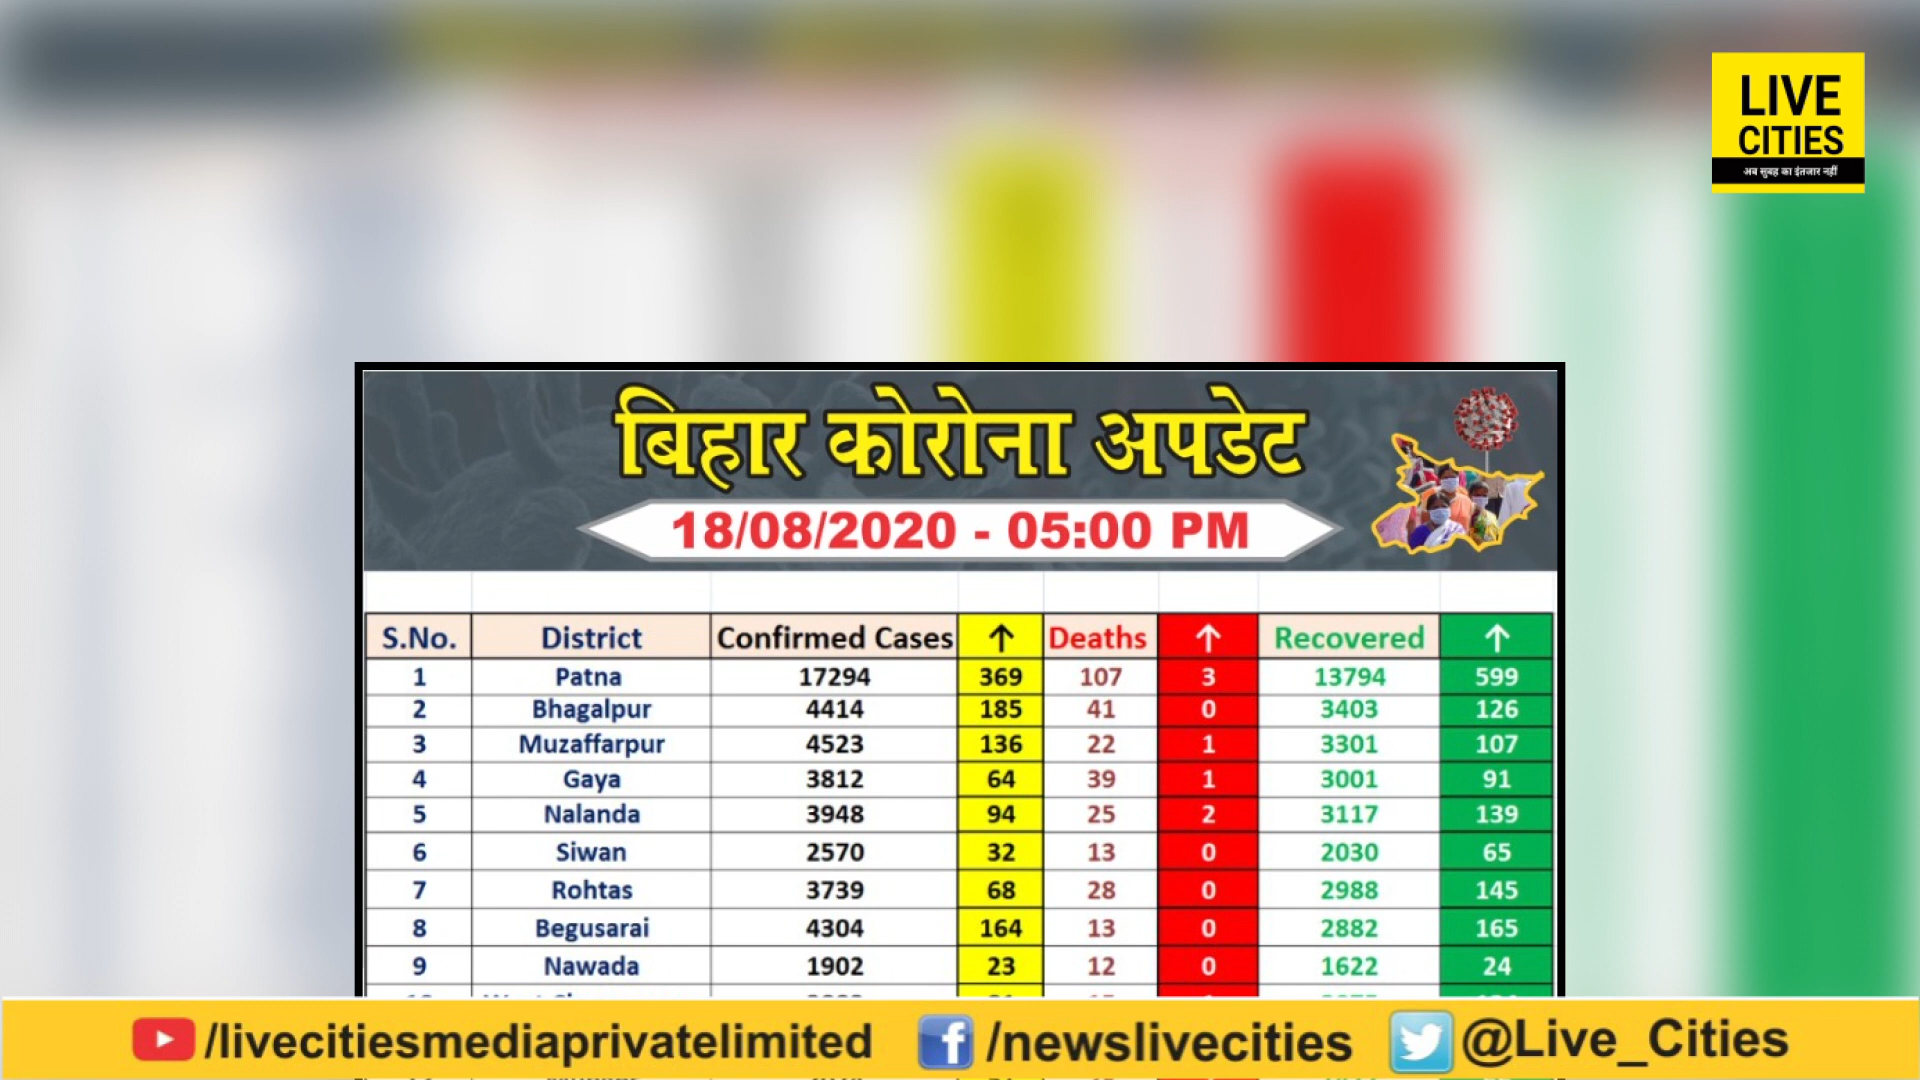 LIVE
CITIES
अब सुबह का इंतजार नहीं
बिहार कोरोना अपडेट
18/08/2020 - 05:00 PM
S.No. District Confirmed Cases ↑ Deaths ↑ Recovered ↑
1 Patna 17294 369 107 3 13794 599
2 Bhagalpur 4414 185 41 0 3403 126
3 Muzaffarpur 4523 136 22 1 3301 107
4 Gaya 3812 64 39 1 3001 91
5 Nalanda 3948 94 25 2 3117 139
6 Siwan 2570 32 13 0 2030 65
7 Rohtas 3739 68 28 0 2988 145
8 Begusarai 4304 164 13 0 2882 165
9 Nawada 1902 23 12 0 1622 24
/livecitiesmediaprivatelimited /newslivecities @Live_Cities